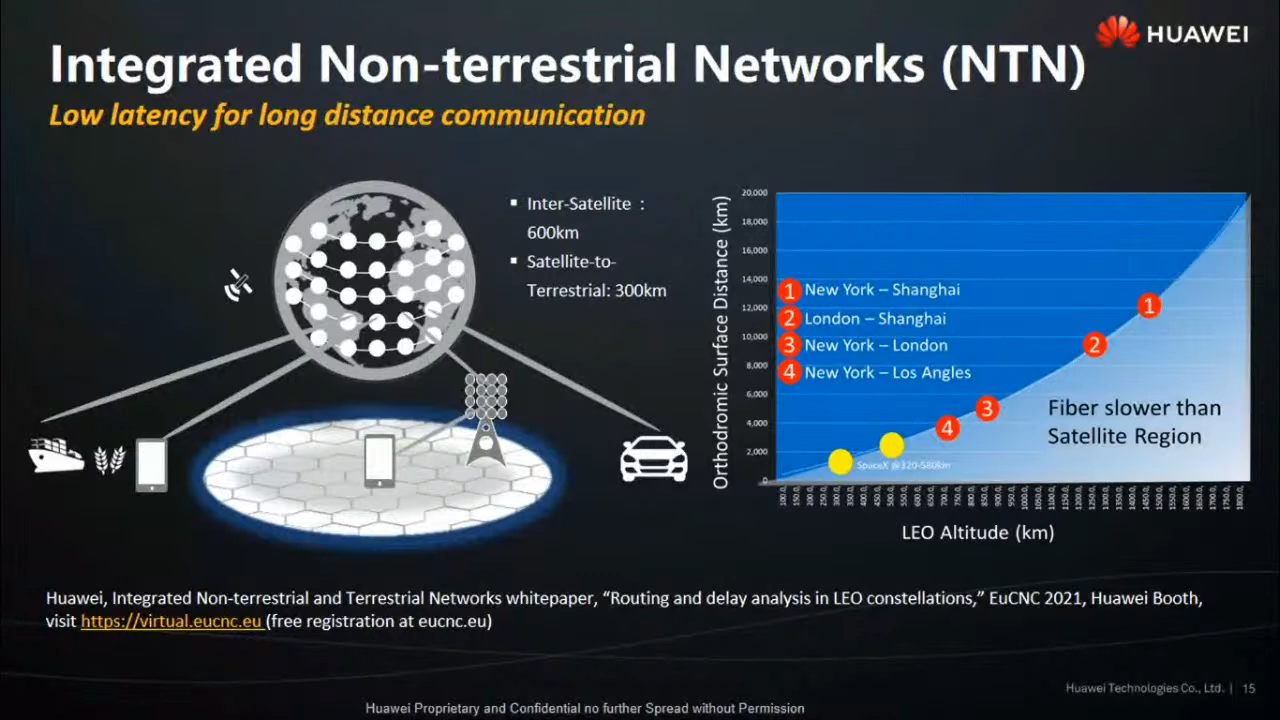 HUAWEI
Integrated Non-terrestrial Networks (NTN)
Low latency for long distance communication
▪ Inter-Satellite :
600km
▪ Satellite-to-
Terrestrial: 300km
Orthodromic Surface Distance (km)
20,000
18,000
16,000
14,000
12,000
10,000
8,000
6,000
4,000
2,000
0
1 New York – Shanghai
2 London – Shanghai
3 New York – London
4 New York – Los Angles
1
2
3
4
Fiber slower than
Satellite Region
SpaceX @320-580km
LEO Altitude (km)
Huawei, Integrated Non-terrestrial and Terrestrial Networks whitepaper, “Routing and delay analysis in LEO constellations,” EuCNC 2021, Huawei Booth,
visit https://virtual.eucnc.eu (free registration at eucnc.eu)
Huawei Technologies Co., Ltd. | 15
Huawei Proprietary and Confidential no further Spread without Permission